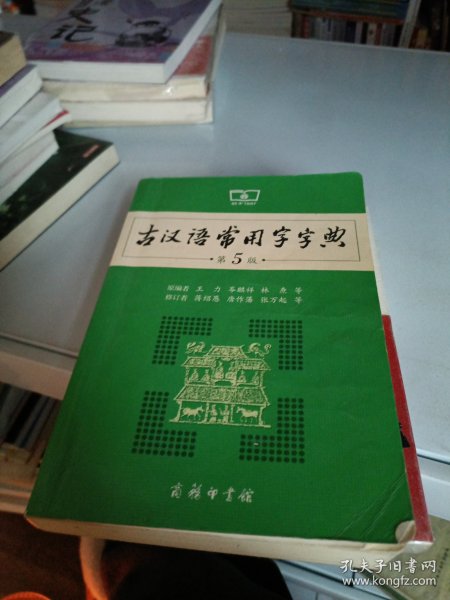 史记
古汉语常用字字典
·第5版·
原编者 王力 岑麒祥 林焘 等
修订者 蒋绍愚 唐作藩 张万起 等
商务印书馆
孔夫子旧书网
www.kongfz.com